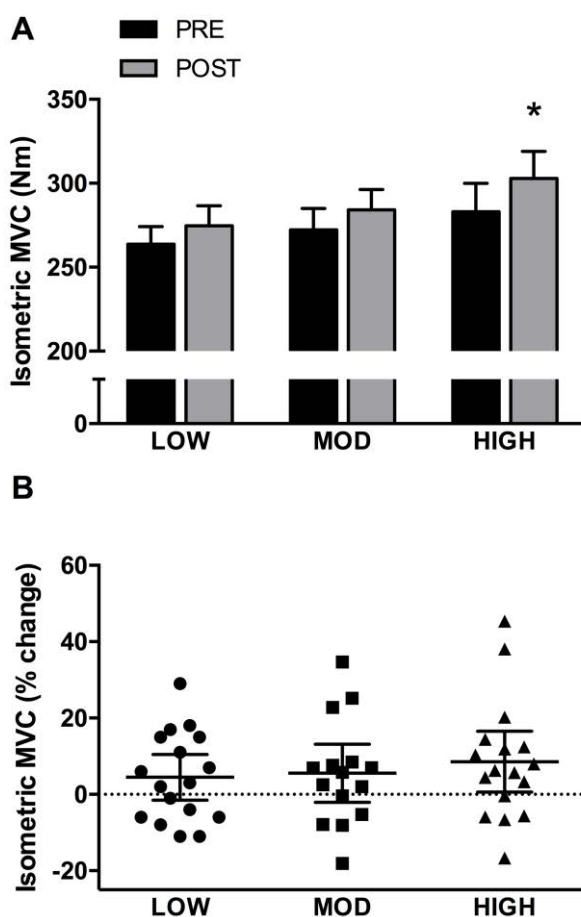 A
PRE
POST
Isometric MVC (Nm)
350
300
250
200
0
*
LOW MOD HIGH
B
Isometric MVC (% change)
60
40
20
0
-20
LOW MOD HIGH